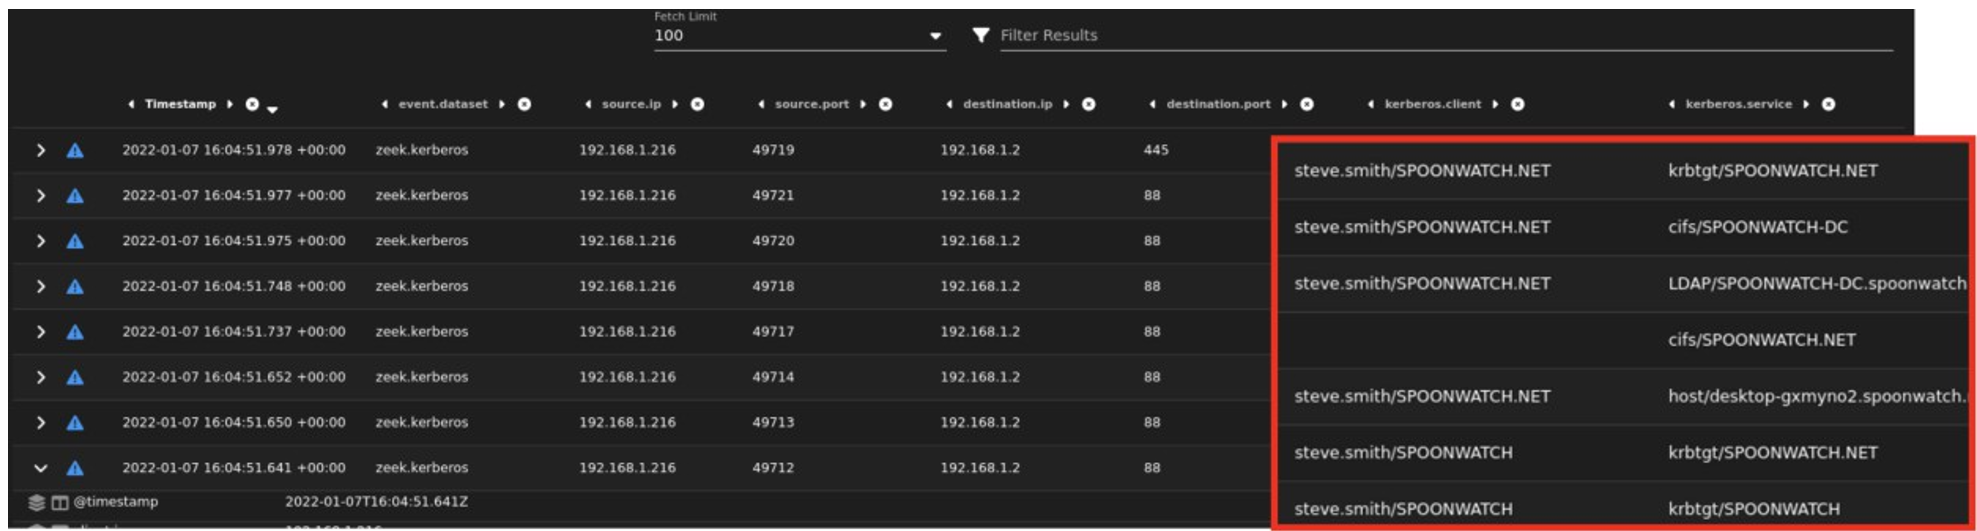 Fetch Limit
100 Filter Results
Timestamp event.dataset source.ip source.port destination.ip destination.port kerberos.client kerberos.service
2022-01-07 16:04:51.978 +00:00 zeek.kerberos 192.168.1.216 49719 192.168.1.2 445
steve.smith/SPOONWATCH.NET krbtgt/SPOONWATCH.NET
2022-01-07 16:04:51.977 +00:00 zeek.kerberos 192.168.1.216 49721 192.168.1.2 88
steve.smith/SPOONWATCH.NET cifs/SPOONWATCH-DC
2022-01-07 16:04:51.975 +00:00 zeek.kerberos 192.168.1.216 49720 192.168.1.2 88
steve.smith/SPOONWATCH.NET LDAP/SPOONWATCH-DC.spoonwatch
2022-01-07 16:04:51.748 +00:00 zeek.kerberos 192.168.1.216 49718 192.168.1.2 88
2022-01-07 16:04:51.737 +00:00 zeek.kerberos 192.168.1.216 49717 192.168.1.2 88
cifs/SPOONWATCH.NET
2022-01-07 16:04:51.652 +00:00 zeek.kerberos 192.168.1.216 49714 192.168.1.2 88
steve.smith/SPOONWATCH.NET host/desktop-gxmyno2.spoonwatch.
2022-01-07 16:04:51.650 +00:00 zeek.kerberos 192.168.1.216 49713 192.168.1.2 88
steve.smith/SPOONWATCH krbtgt/SPOONWATCH.NET
2022-01-07 16:04:51.641 +00:00 zeek.kerberos 192.168.1.216 49712 192.168.1.2 88
@timestamp 2022-01-07T16:04:51.641Z
steve.smith/SPOONWATCH krbtgt/SPOONWATCH